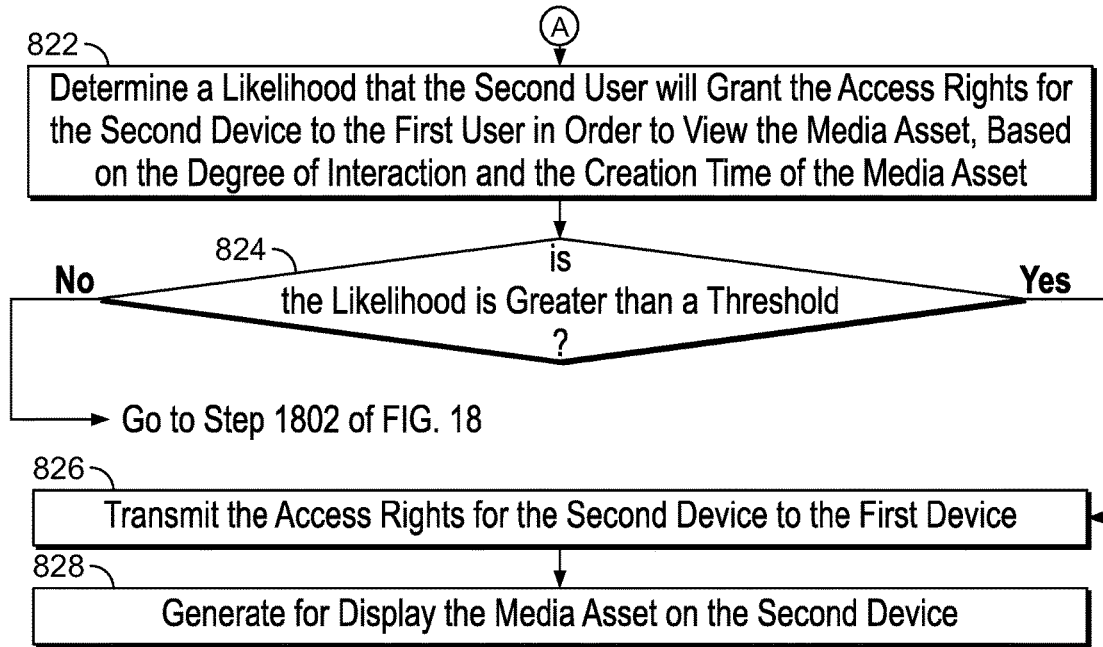 A
822
Determine a Likelihood that the Second User will Grant the Access Rights for
the Second Device to the First User in Order to View the Media Asset, Based
on the Degree of Interaction and the Creation Time of the Media Asset
824
is
No
Yes
the Likelihood is Greater than a Threshold
?
Go to Step 1802 of FIG. 18
826
Transmit the Access Rights for the Second Device to the First Device
828
Generate for Display the Media Asset on the Second Device